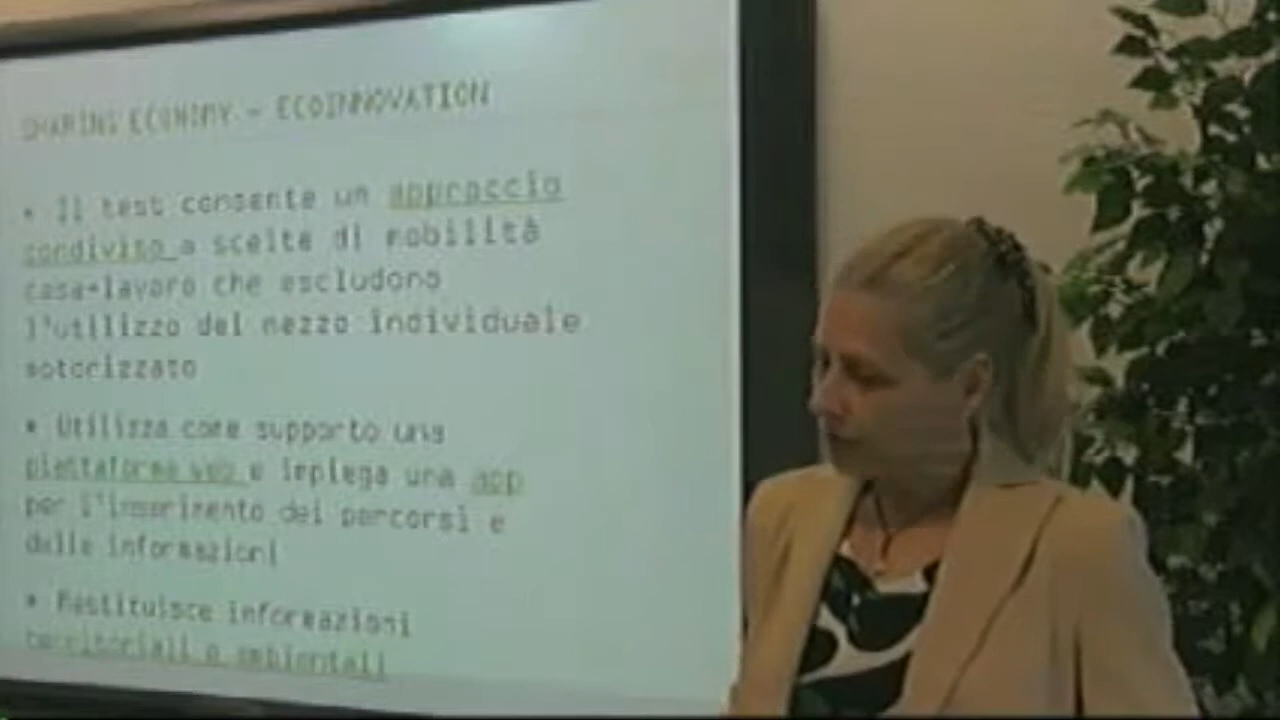 SHARING ECONOMY - ECOINNOVATION
• Il test consente un approccio
condiviso a scelte di mobilità
casa-lavoro che escludono
l'utilizzo del mezzo individuale
motorizzato
• Utilizza come supporto una
piattaforma web e impiega una app
per l'inserimento dei percorsi e
delle informazioni
• Restituisce informazioni
territoriali e ambientali